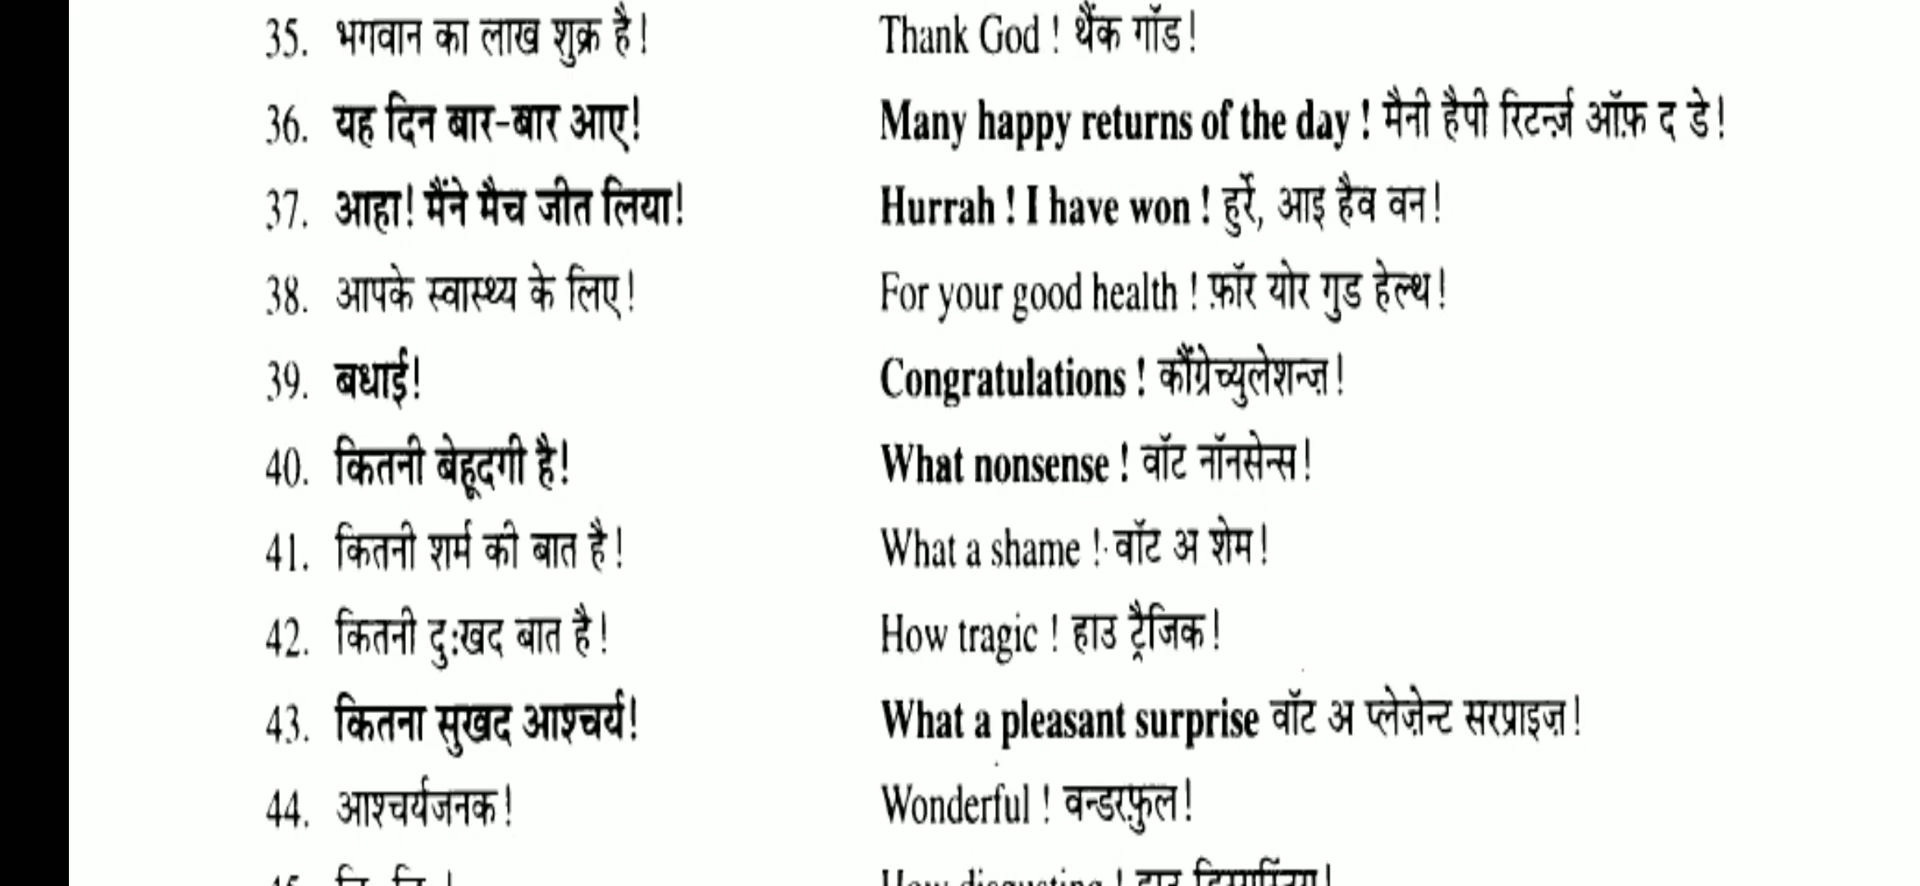 35. भगवान का लाख शुक्र है! Thank God ! थैंक गॉड!
36. यह दिन बार-बार आए! Many happy returns of the day ! मैनी हैपी रिटर्न्ज़ ऑफ़ द डे!
37. आहा! मैंने मैच जीत लिया! Hurrah ! I have won ! हुर्रे, आइ हैव वन!
38. आपके स्वास्थ्य के लिए! For your good health ! फ़ॉर योर गुड हेल्थ!
39. बधाई! Congratulations ! कौंग्रेच्युलेशन्ज़!
40. कितनी बेहूदगी है! What nonsense ! वॉट नॉनसेन्स!
41. कितनी शर्म की बात है! What a shame ! वॉट अ शेम!
42. कितनी दुःखद बात है! How tragic ! हाउ ट्रैजिक!
43. कितना सुखद आश्चर्य! What a pleasant surprise वॉट अ प्लेज़ेन्ट सरप्राइज़!
44. आश्चर्यजनक! Wonderful ! वन्डरफ़ुल!
How disgusting !